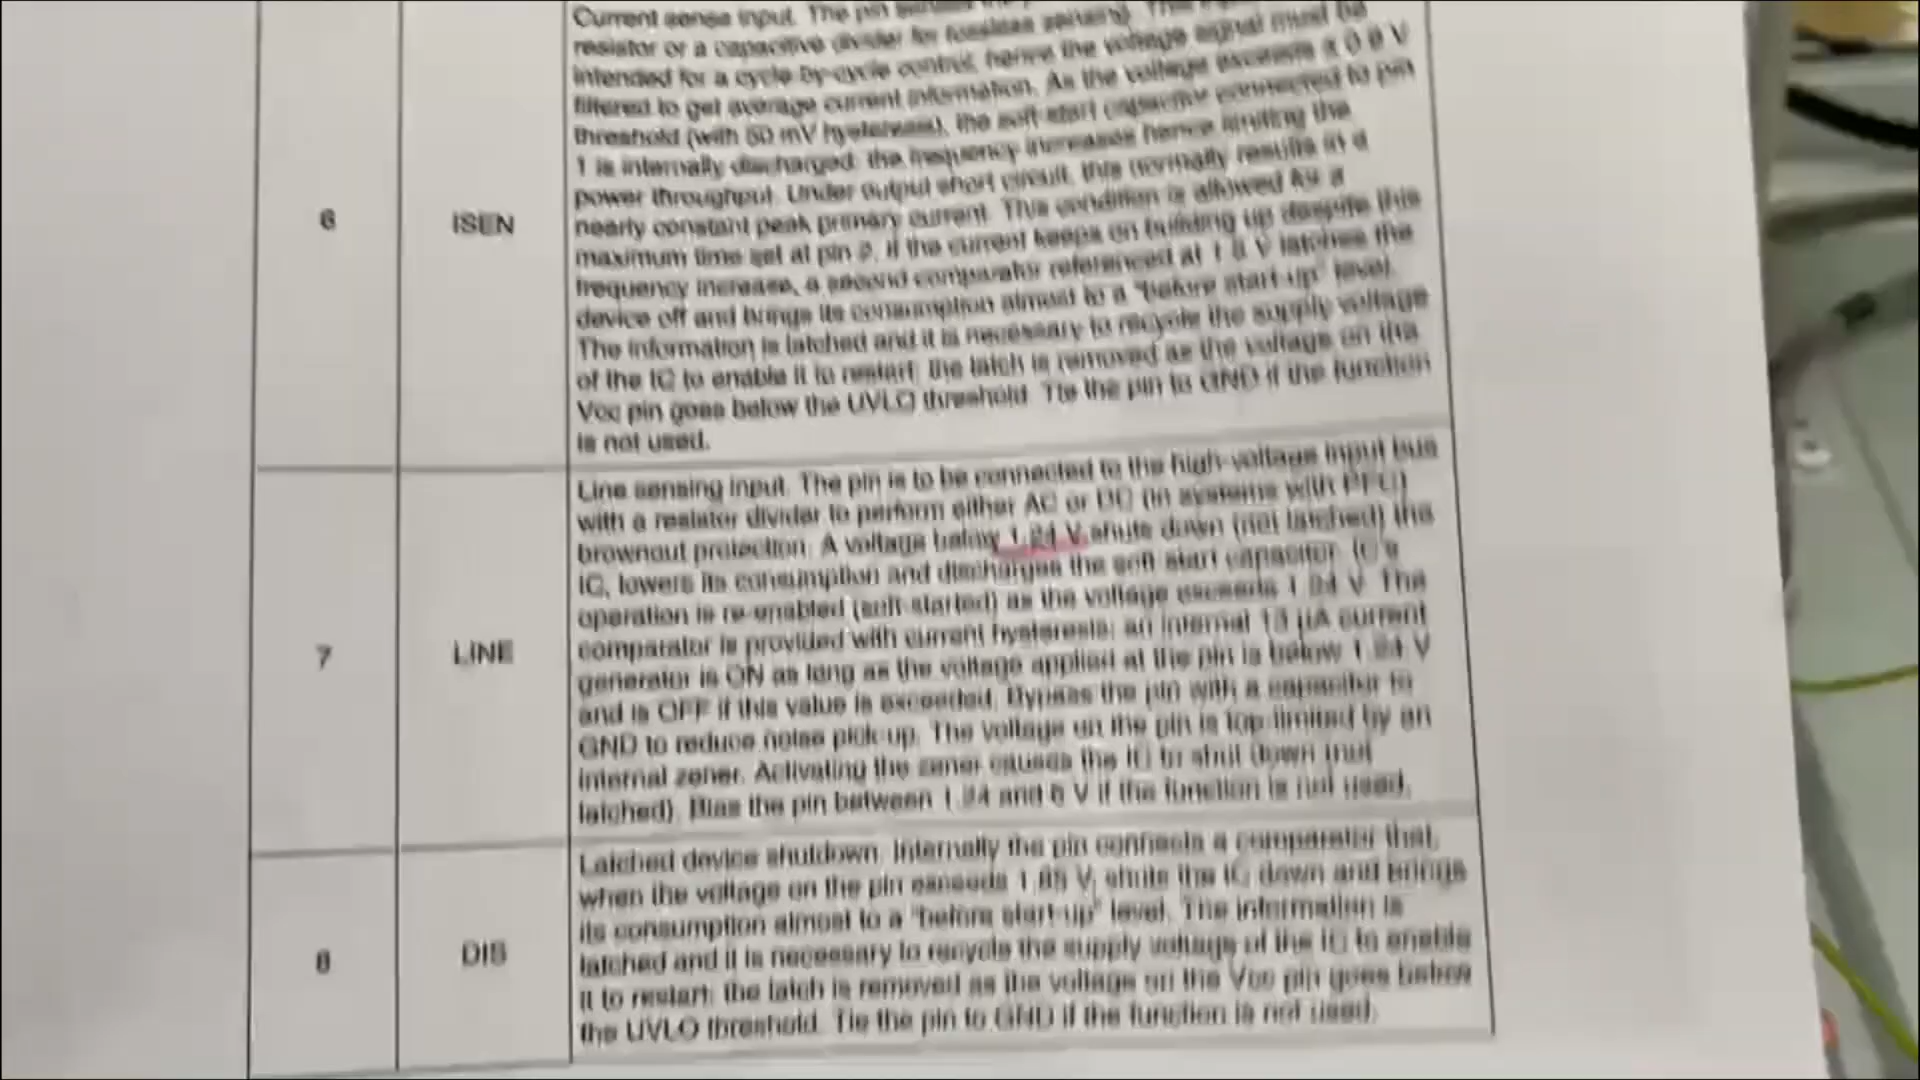 Current sense input. The pin senses the
resistor or a capacitive divider for lossless sensing). This
intended for a cycle-by-cycle control, hence the voltage signal must be
filtered to get average current information. As the voltage exceeds a 0.8 V
threshold (with 50 mV hysteresis), the soft-start capacitor connected to pin
1 is internally discharged: the frequency increases hence limiting the
power throughput. Under output short circuit, this normally results in a
nearly constant peak primary current. This condition is allowed for a
maximum time set at pin 2. If the current keeps on building up despite this
frequency increase, a second comparator referenced at 1.5 V latches the
device off and brings its consumption almost to a "before start-up" level.
The information is latched and it is necessary to recycle the supply voltage
of the IC to enable it to restart: the latch is removed as the voltage on the
Vcc pin goes below the UVLO threshold. Tie the pin to GND if the function
is not used.
6
ISEN
Line sensing input. The pin is to be connected to the high-voltage input bus
with a resistor divider to perform either AC or DC (in systems with PFC)
brownout protection. A voltage below 1.24 V shuts down (not latched) the
IC, lowers its consumption and discharges the soft-start capacitor. IC's
operation is re-enabled (soft-started) as the voltage exceeds 1.24 V. The
comparator is provided with current hysteresis: an internal 13 µA current
generator is ON as long as the voltage applied at the pin is below 1.24 V
and is OFF if this value is exceeded. Bypass the pin with a capacitor to
GND to reduce noise pick-up. The voltage on the pin is top-limited by an
internal zener. Activating the zener causes the IC to shut down (not
latched). Bias the pin between 1.24 and 6 V if the function is not used.
7
LINE
Latched device shutdown. Internally the pin connects a comparator that,
when the voltage on the pin exceeds 1.85 V, shuts the IC down and brings
its consumption almost to a "before start-up" level. The information is
latched and it is necessary to recycle the supply voltage of the IC to enable
it to restart: the latch is removed as the voltage on the Vcc pin goes below
the UVLO threshold. Tie the pin to GND if the function is not used.
8
DIS